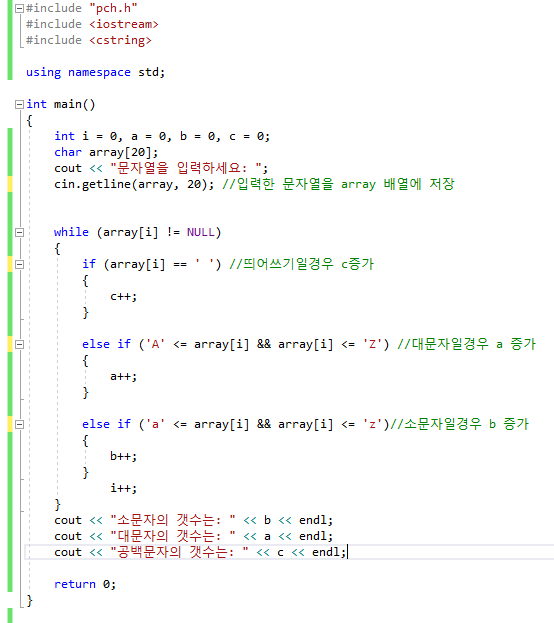 #include "pch.h"
#include <iostream>
#include <cstring>
using namespace std;
int main()
{
int i = 0, a = 0, b = 0, c = 0;
char array[20];
cout << "문자열을 입력하세요: ";
cin.getline(array, 20); //입력한 문자열을 array 배열에 저장
while (array[i] != NULL)
{
if (array[i] == ' ') //띄어쓰기일경우 c증가
{
c++;
}
else if ('A' <= array[i] && array[i] <= 'Z') //대문자일경우 a 증가
{
a++;
}
else if ('a' <= array[i] && array[i] <= 'z')//소문자일경우 b 증가
{
b++;
}
i++;
}
cout << "소문자의 갯수는: " << b << endl;
cout << "대문자의 갯수는: " << a << endl;
cout << "공백문자의 갯수는: " << c << endl;
return 0;
}